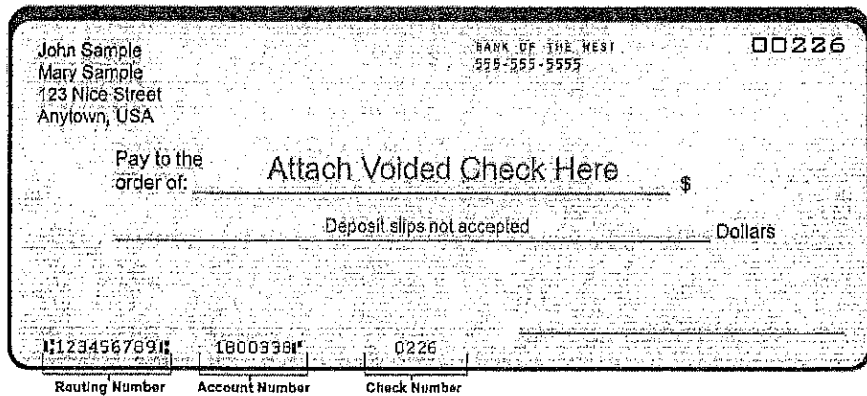 John Sample
Mary Sample
123 Nice Street
Anytown, USA
BANK OF THE WEST
555-555-5555
00226
Pay to the
order of:
Attach Voided Check Here
$
Deposit slips not accepted
Dollars
⑆123456789⑆ 1800338⑈ 0226
Routing Number Account Number Check Number